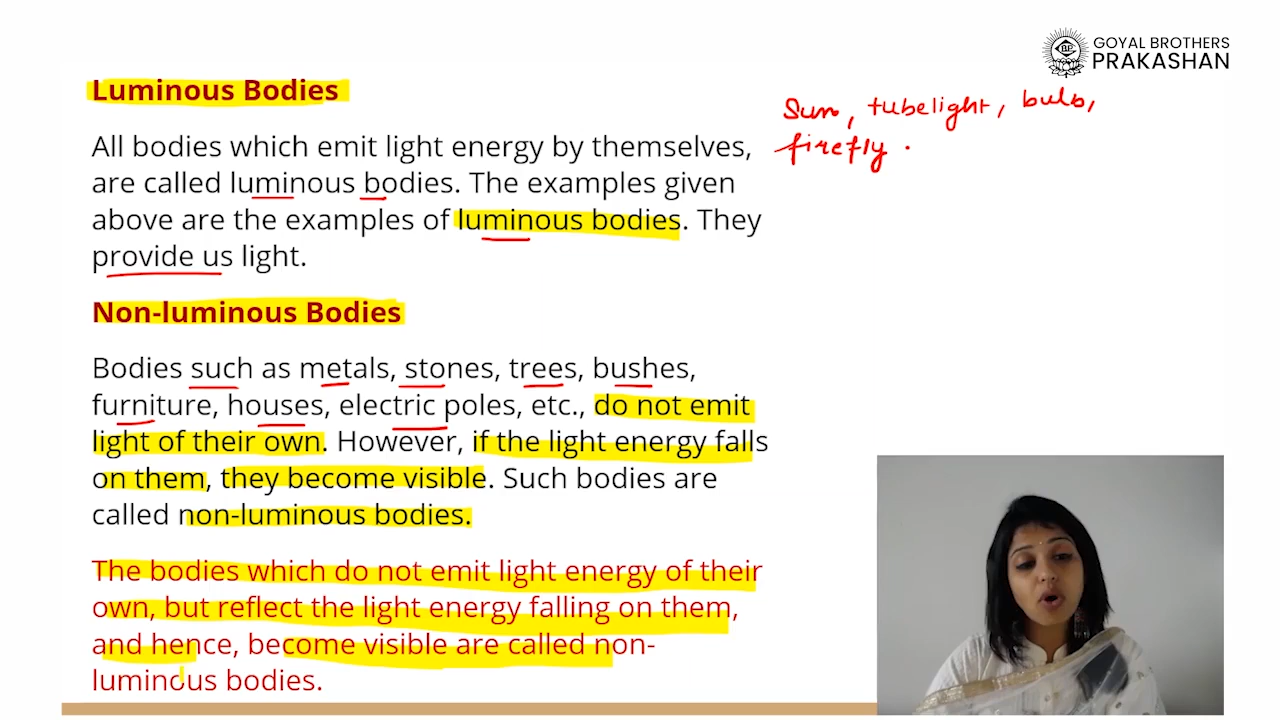 GOYAL BROTHERS
PRAKASHAN
Luminous Bodies
Sun, tubelight, bulb,
firefly.
All bodies which emit light energy by themselves,
are called luminous bodies. The examples given
above are the examples of luminous bodies. They
provide us light.
Non-luminous Bodies
Bodies such as metals, stones, trees, bushes,
furniture, houses, electric poles, etc., do not emit
light of their own. However, if the light energy falls
on them, they become visible. Such bodies are
called non-luminous bodies.
The bodies which do not emit light energy of their
own, but reflect the light energy falling on them,
and hence, become visible are called non-
luminous bodies.